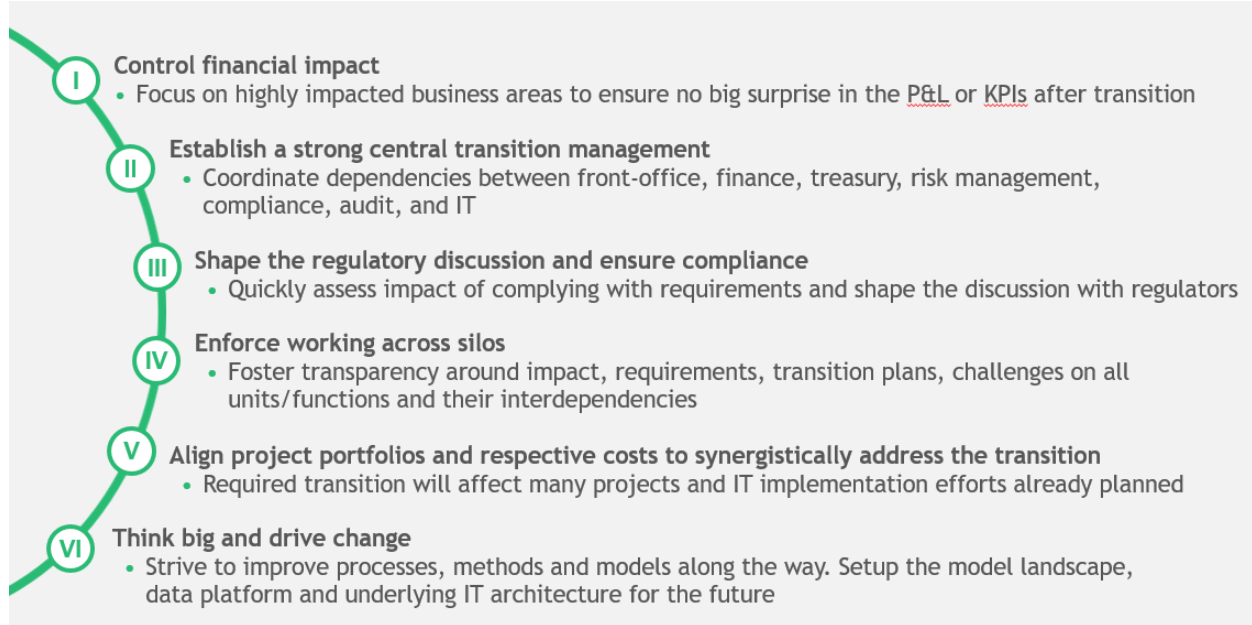 I
Control financial impact
• Focus on highly impacted business areas to ensure no big surprise in the P&L or KPIs after transition
II
Establish a strong central transition management
• Coordinate dependencies between front-office, finance, treasury, risk management,
compliance, audit, and IT
III
Shape the regulatory discussion and ensure compliance
• Quickly assess impact of complying with requirements and shape the discussion with regulators
IV
Enforce working across silos
• Foster transparency around impact, requirements, transition plans, challenges on all
units/functions and their interdependencies
V
Align project portfolios and respective costs to synergistically address the transition
• Required transition will affect many projects and IT implementation efforts already planned
VI
Think big and drive change
• Strive to improve processes, methods and models along the way. Setup the model landscape,
data platform and underlying IT architecture for the future